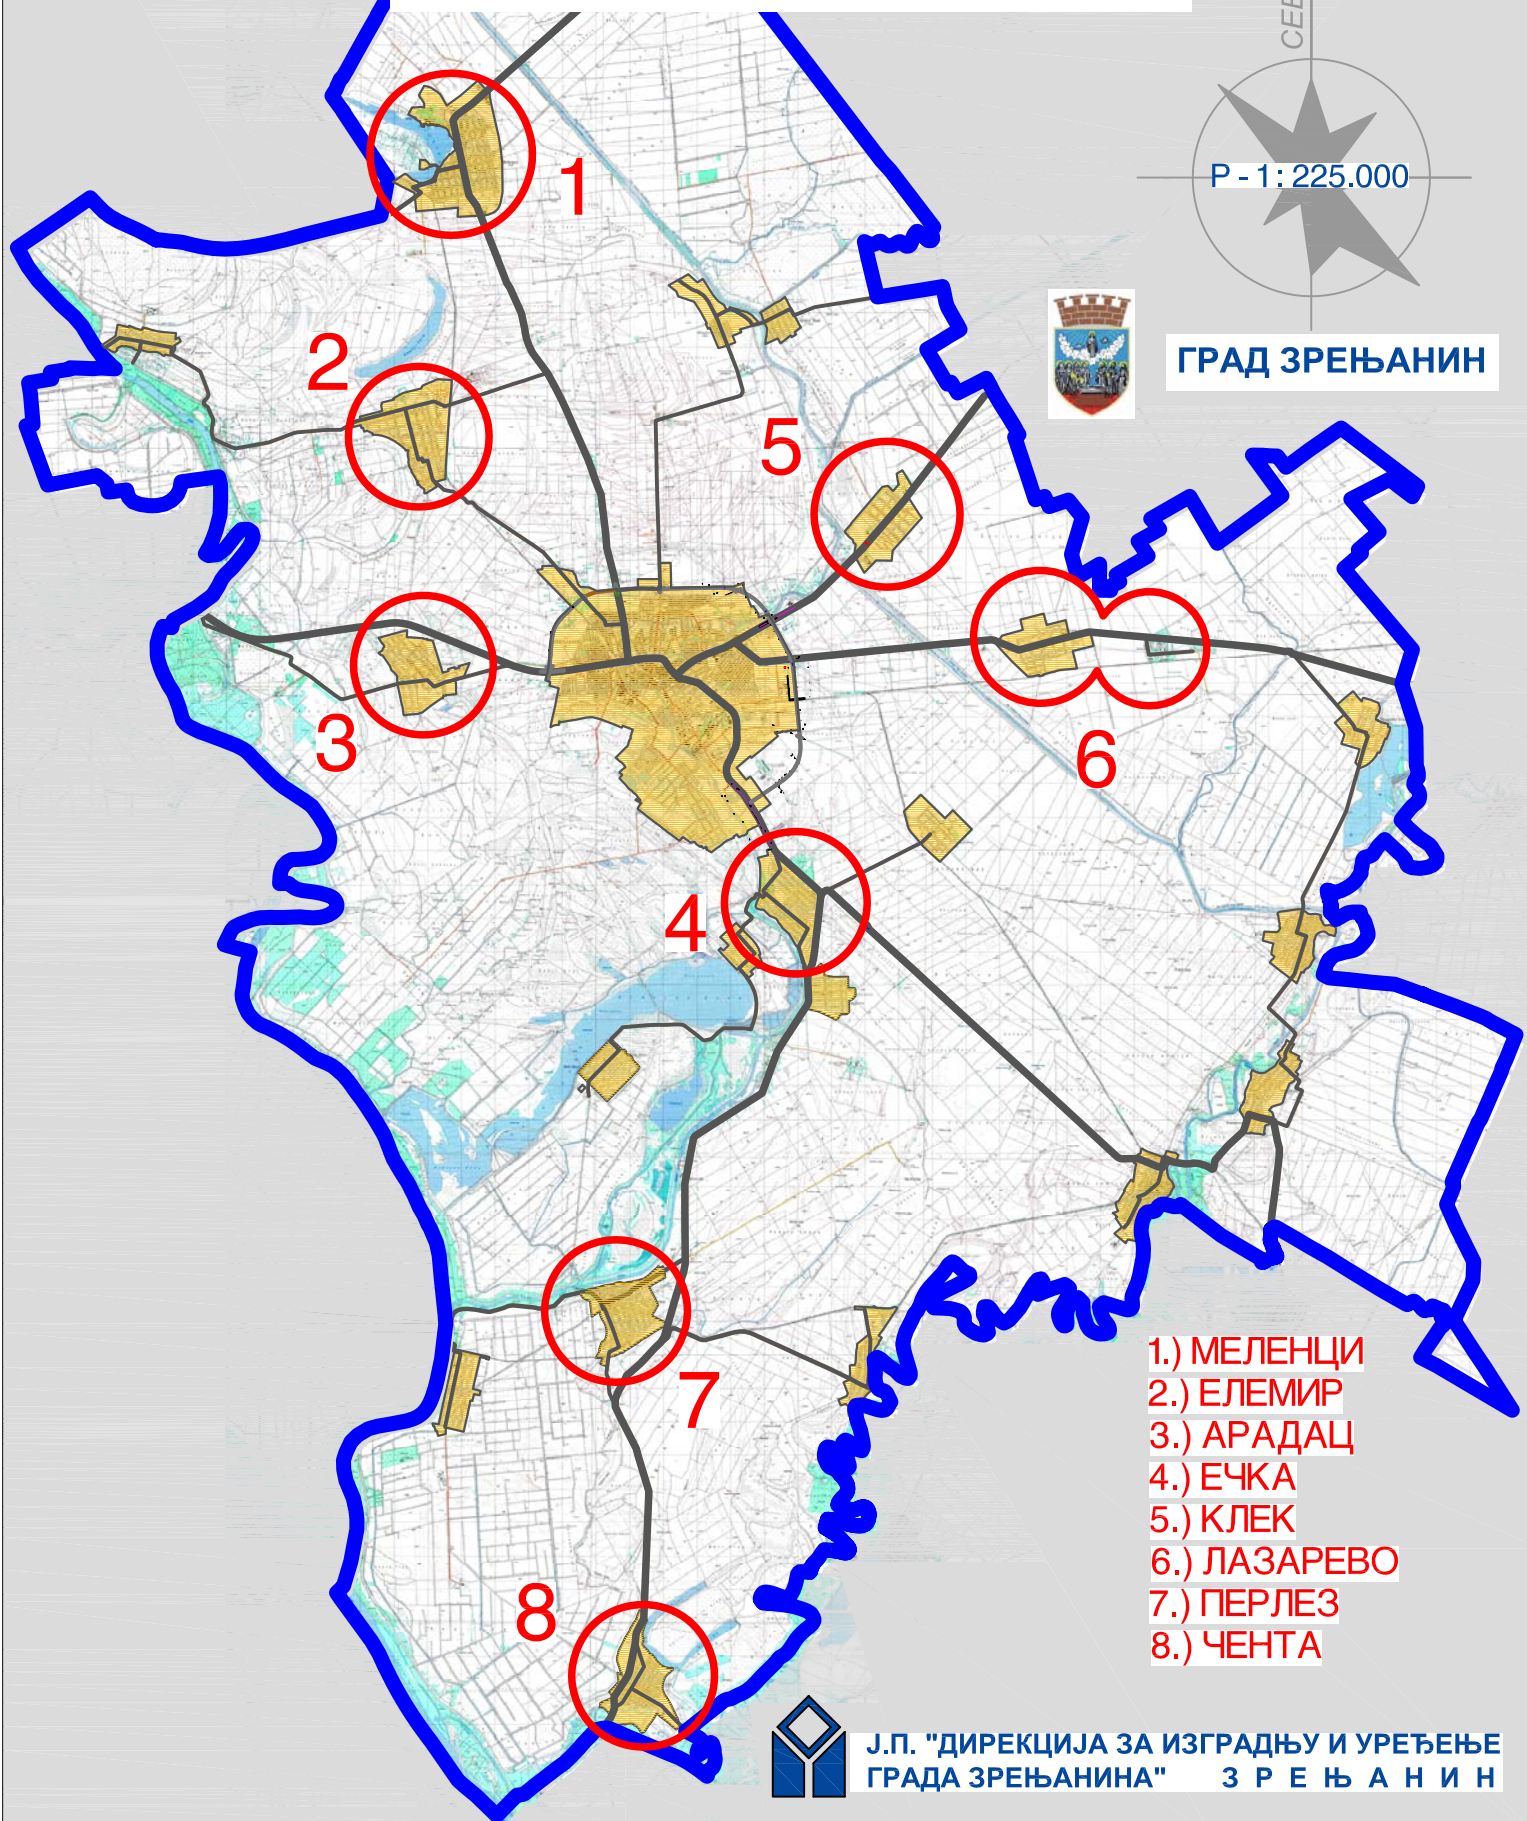 СЕВ
Р - 1: 225.000
ГРАД ЗРЕЊАНИН
1
2
5
3
6
4
7
8
1.) МЕЛЕНЦИ
2.) ЕЛЕМИР
3.) АРАДАЦ
4.) ЕЧКА
5.) КЛЕК
6.) ЛАЗАРЕВО
7.) ПЕРЛЕЗ
8.) ЧЕНТА
Ј.П. "ДИРЕКЦИЈА ЗА ИЗГРАДЊУ И УРЕЂЕЊЕ
ГРАДА ЗРЕЊАНИНА" З Р Е Њ А Н И Н